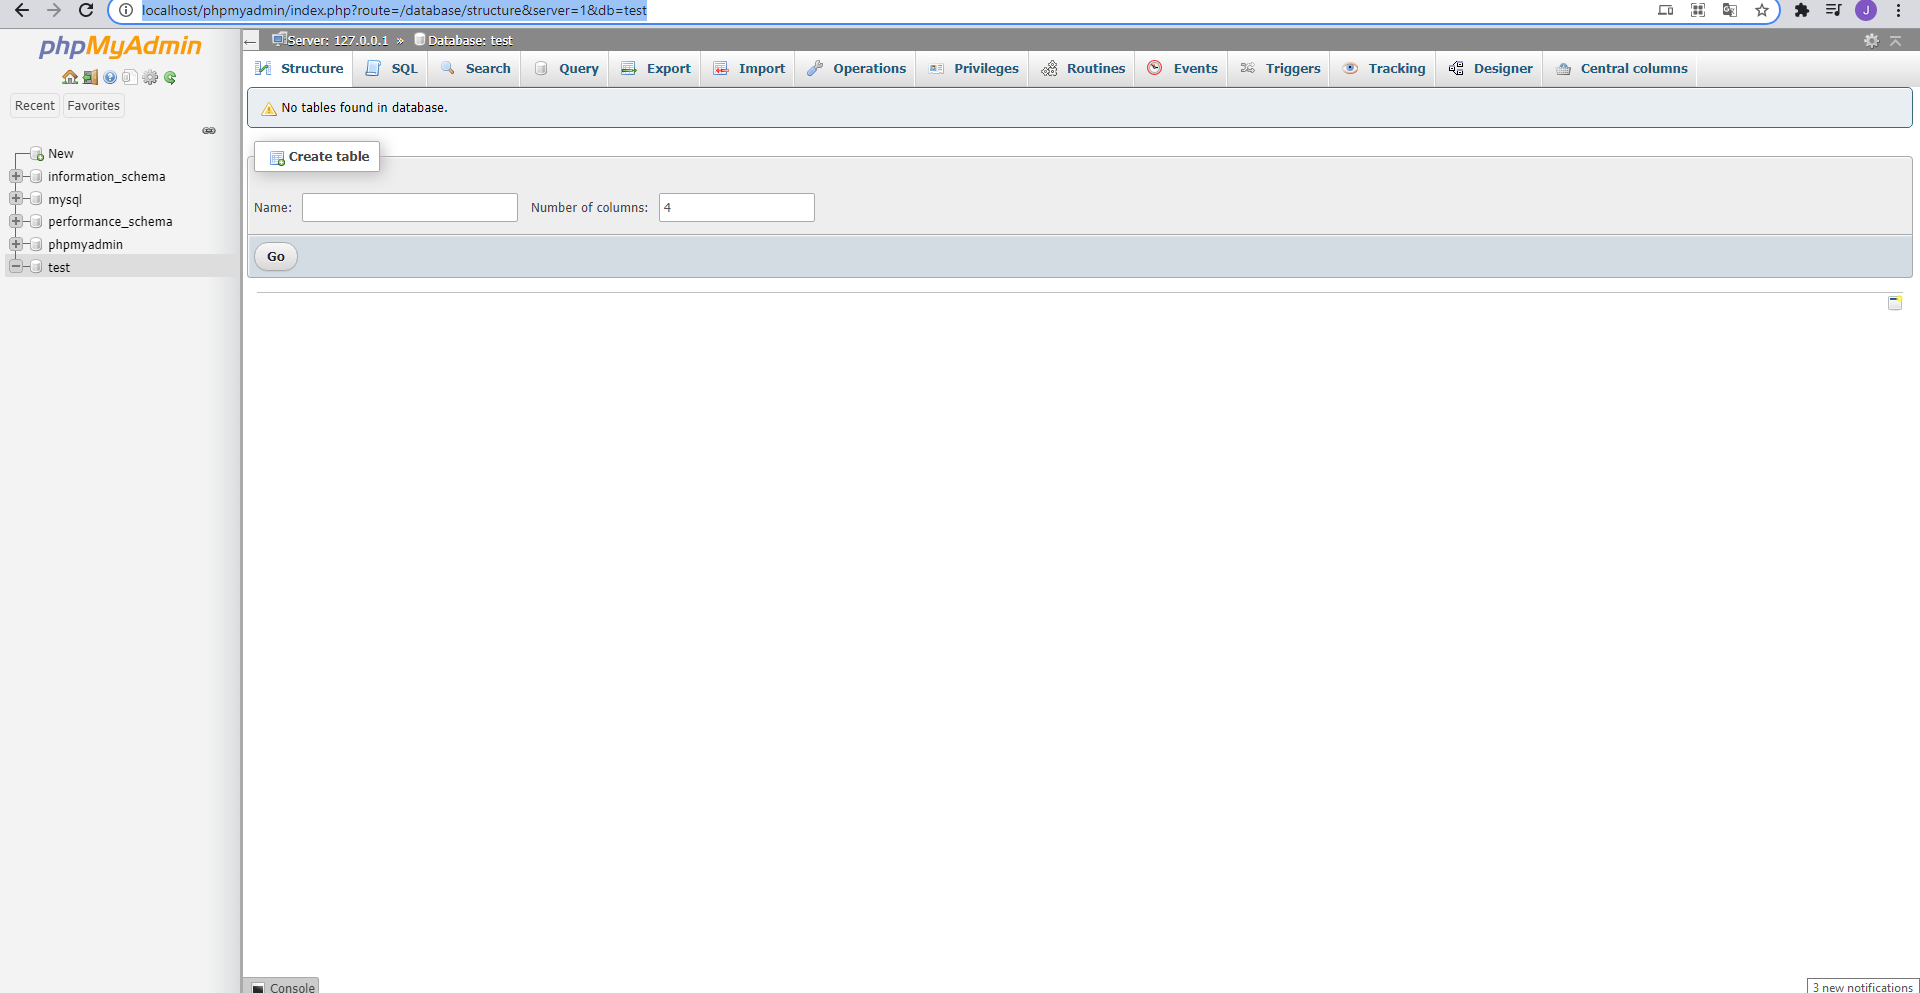 localhost/phpmyadmin/index.php?route=/database/structure&server=1&db=test
J
phpMyAdmin
Recent Favorites
New
information_schema
mysql
performance_schema
phpmyadmin
test
Server: 127.0.0.1 » Database: test
Structure SQL Search Query Export Import Operations Privileges Routines Events Triggers Tracking Designer Central columns
No tables found in database.
Create table
Name: Number of columns: 4
Go
Console
3 new notifications